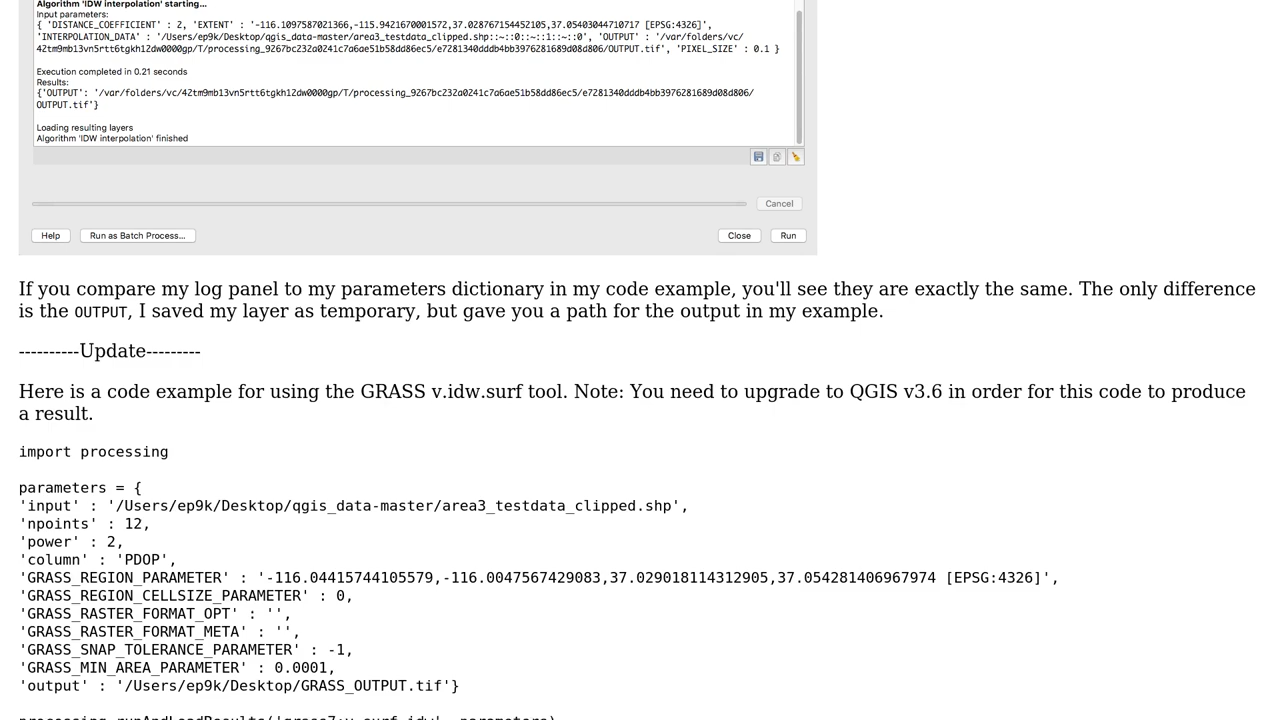 Algorithm 'IDW interpolation' starting...
Input parameters:
{ 'DISTANCE_COEFFICIENT' : 2, 'EXTENT' : '-116.1097587021366,-115.9421670001572,37.028767154452105,37.05403044710717 [EPSG:4326]',
'INTERPOLATION_DATA' : '/Users/ep9k/Desktop/qgis_data-master/area3_testdata_clipped.shp::~::0::~::1::~::0', 'OUTPUT' : '/var/folders/vc/
42tm9mb13vn5rtt6tgkh12dw0000gp/T/processing_9267bc232a0241c7a6ae51b58dd86ec5/e7281340dddb4bb3976281689d08d806/OUTPUT.tif', 'PIXEL_SIZE' : 0.1 }
Execution completed in 0.21 seconds
Results:
{'OUTPUT': '/var/folders/vc/42tm9mb13vn5rtt6tgkh12dw0000gp/T/processing_9267bc232a0241c7a6ae51b58dd86ec5/e7281340dddb4bb3976281689d08d806/
OUTPUT.tif'}
Loading resulting layers
Algorithm 'IDW interpolation' finished
Cancel
Help Run as Batch Process... Close Run
If you compare my log panel to my parameters dictionary in my code example, you'll see they are exactly the same. The only difference
is the OUTPUT, I saved my layer as temporary, but gave you a path for the output in my example.
----------Update---------
Here is a code example for using the GRASS v.idw.surf tool. Note: You need to upgrade to QGIS v3.6 in order for this code to produce
a result.
import processing
parameters = {
'input' : '/Users/ep9k/Desktop/qgis_data-master/area3_testdata_clipped.shp',
'npoints' : 12,
'power' : 2,
'column' : 'PDOP',
'GRASS_REGION_PARAMETER' : '-116.04415744105579,-116.0047567429083,37.029018114312905,37.054281406967974 [EPSG:4326]',
'GRASS_REGION_CELLSIZE_PARAMETER' : 0,
'GRASS_RASTER_FORMAT_OPT' : '',
'GRASS_RASTER_FORMAT_META' : '',
'GRASS_SNAP_TOLERANCE_PARAMETER' : -1,
'GRASS_MIN_AREA_PARAMETER' : 0.0001,
'output' : '/Users/ep9k/Desktop/GRASS_OUTPUT.tif'}
processing.runAndLoadResults('grass7:v.surf.idw', parameters)